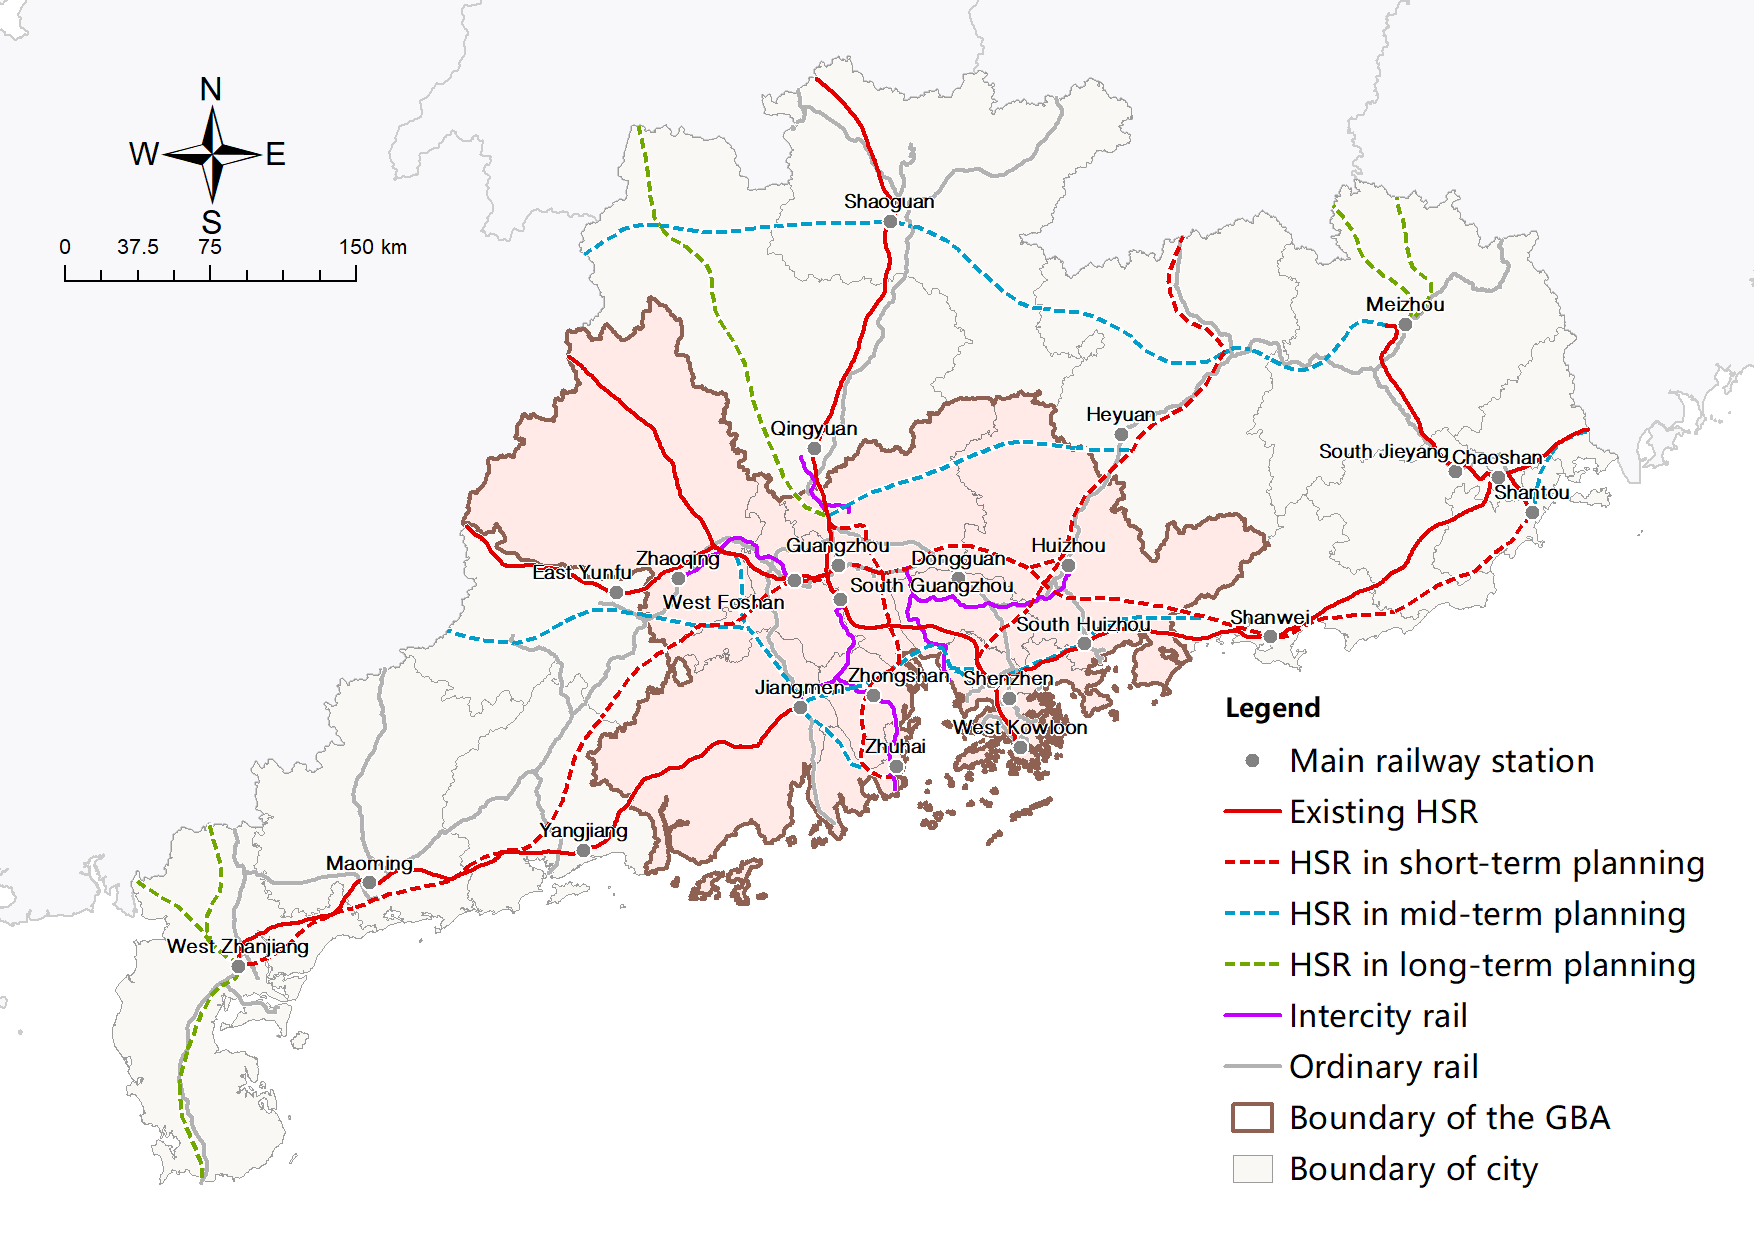 N
W E
S
0 37.5 75 150 km
Shaoguan
Meizhou
Heyuan
Qingyuan
South Jieyang
Chaoshan
Shantou
Guangzhou
Huizhou
Zhaoqing
Dongguan
East Yunfu
South Guangzhou
West Foshan
Shanwei
South Huizhou
Zhongshan
Shenzhen
Jiangmen
West Kowloon
Zhuhai
Yangjiang
Maoming
West Zhanjiang
Legend
Main railway station
Existing HSR
HSR in short-term planning
HSR in mid-term planning
HSR in long-term planning
Intercity rail
Ordinary rail
Boundary of the GBA
Boundary of city